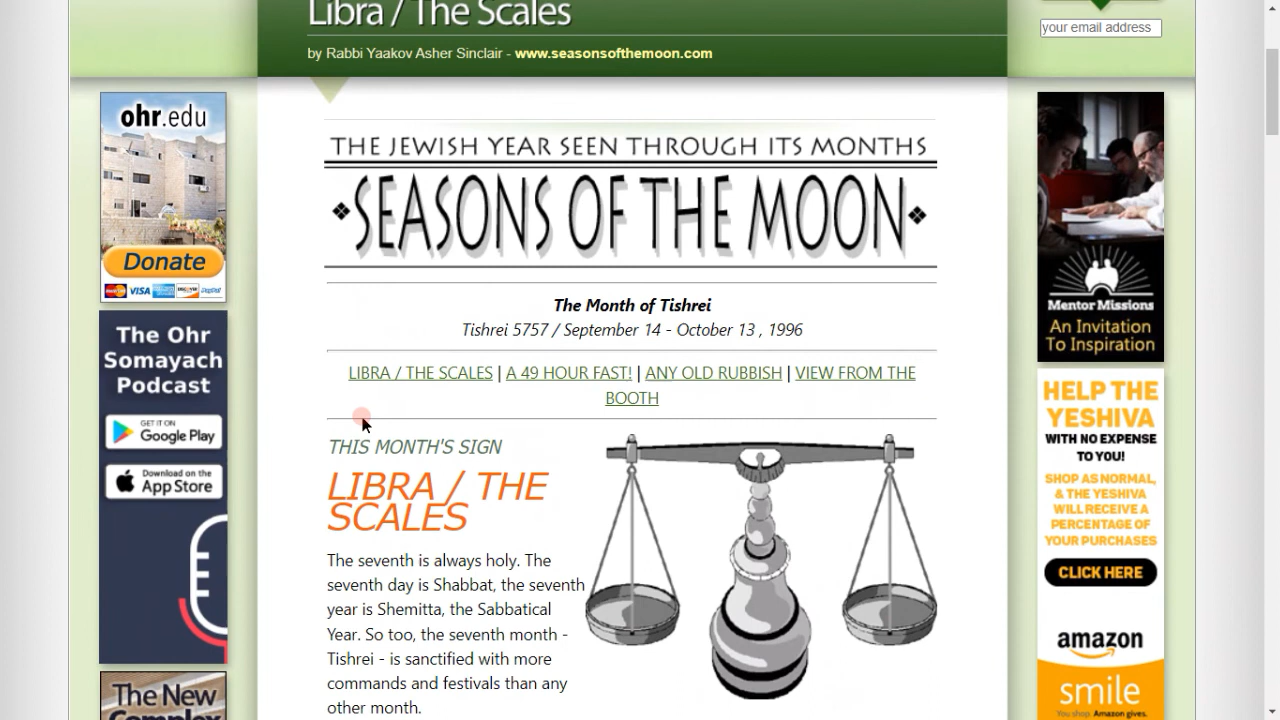 Libra / The Scales
by Rabbi Yaakov Asher Sinclair - www.seasonsofthemoon.com
your email address
ohr.edu
Donate
MasterCard VISA
PayPal
The Ohr
Somayach
Podcast
GET IT ON
Google Play
Download on the
App Store
The New
THE JEWISH YEAR SEEN THROUGH ITS MONTHS
SEASONS OF THE MOON
The Month of Tishrei
Tishrei 5757 / September 14 - October 13 , 1996
LIBRA / THE SCALES | A 49 HOUR FAST! | ANY OLD RUBBISH | VIEW FROM THE
BOOTH
THIS MONTH'S SIGN
LIBRA / THE
SCALES
The seventh is always holy. The
seventh day is Shabbat, the seventh
year is Shemitta, the Sabbatical
Year. So too, the seventh month -
Tishrei - is sanctified with more
commands and festivals than any
other month.
Mentor Missions
An Invitation
To Inspiration
HELP THE
YESHIVA
WITH NO EXPENSE
TO YOU!
SHOP AS NORMAL,
& THE YESHIVA
WILL RECEIVE A
PERCENTAGE OF
YOUR PURCHASES
CLICK HERE
amazon
smile
You shop. Amazon gives.